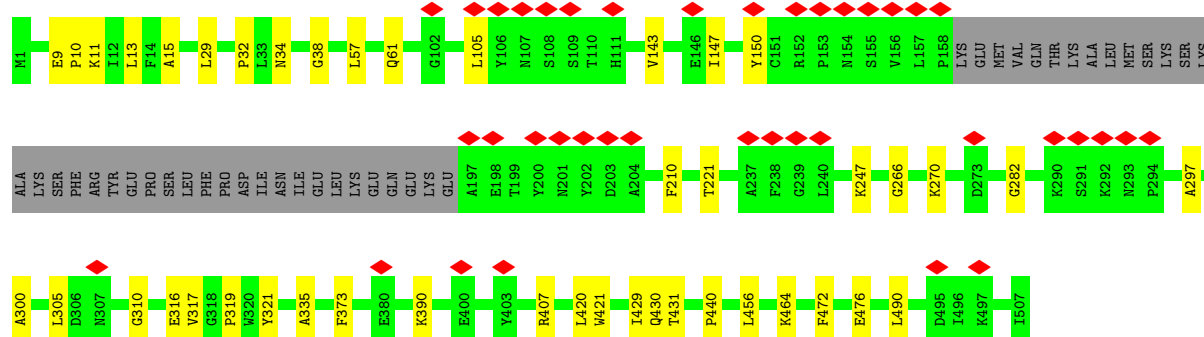 M1 E9 P10 K11 I12 L13 F14 A15 L29 P32 L33 N34 G38 L57 Q61 G102 L105 Y106 N107 S108 S109 T110 H111 V143 E146 I147 Y150 C151 R152 P153 N154 S155 V156 L157 P158 LYS GLU MET VAL GLN THR LYS ALA LEU MET SER LYS SER LYS
ALA LYS SER PHE ARG TYR GLU PRO SER LEU PHE PRO ASP ILE ASN ILE GLU LEU LYS GLU GLN GLU LYS GLU A197 E198 T199 Y200 N201 Y202 D203 A204 F210 T221 A237 F238 G239 L240 K247 G266 K270 D273 G282 K290 S291 K292 N293 P294 A297
A300 L305 D306 N307 G310 E316 V317 G318 P319 W320 Y321 A335 F373 E380 K390 E400 Y403 R407 L420 W421 I429 Q430 T431 P440 L456 K464 F472 E476 L490 D495 I496 K497 I507